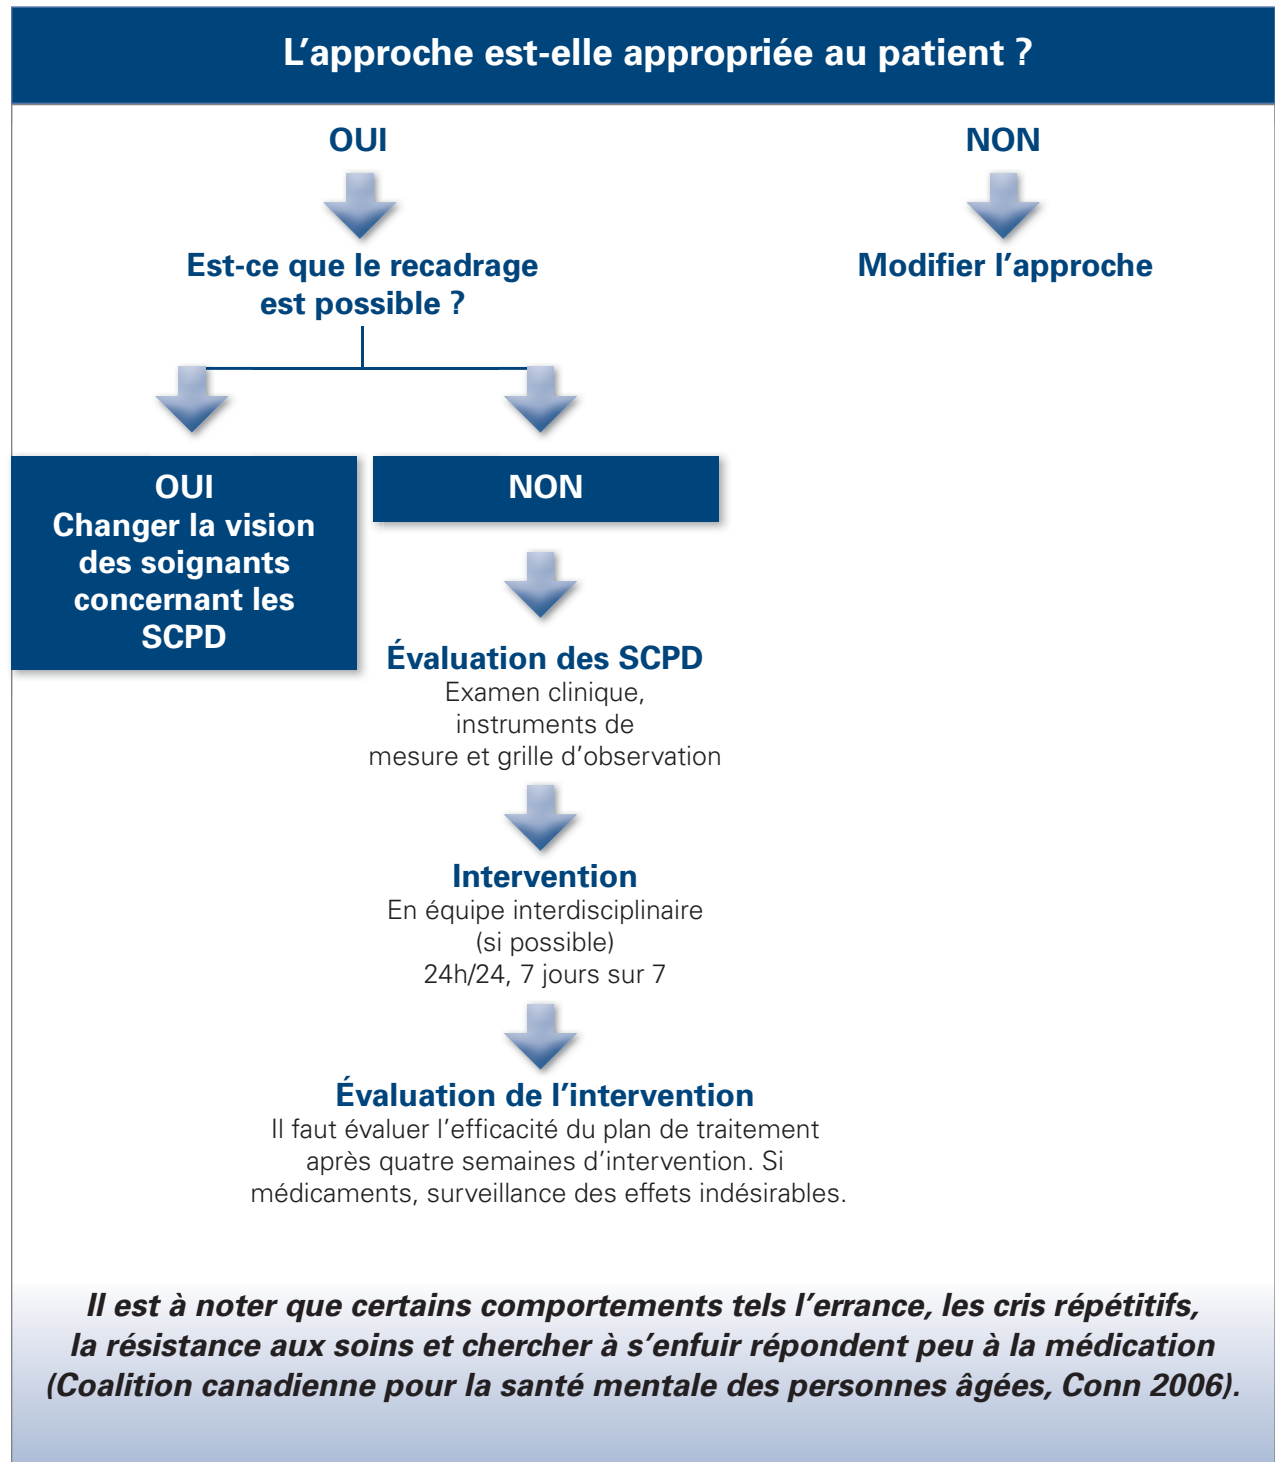 L’approche est-elle appropriée au patient ?
OUI
NON
Est-ce que le recadrage
est possible ?
Modifier l’approche
OUI
Changer la vision
des soignants
concernant les
SCPD
NON
Évaluation des SCPD
Examen clinique,
instruments de
mesure et grille d’observation
Intervention
En équipe interdisciplinaire
(si possible)
24h/24, 7 jours sur 7
Évaluation de l’intervention
Il faut évaluer l’efficacité du plan de traitement
après quatre semaines d’intervention. Si
médicaments, surveillance des effets indésirables.
Il est à noter que certains comportements tels l’errance, les cris répétitifs,
la résistance aux soins et chercher à s’enfuir répondent peu à la médication
(Coalition canadienne pour la santé mentale des personnes âgées, Conn 2006).